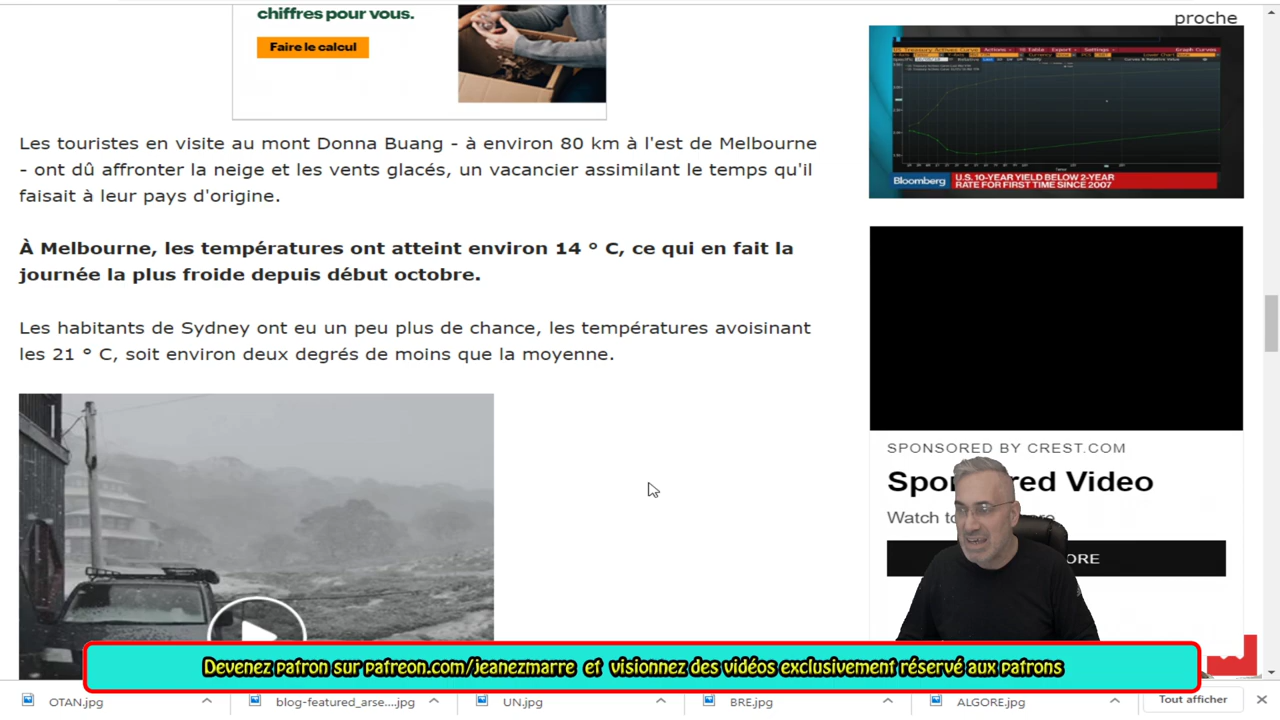 chiffres pour vous.
Faire le calcul
proche
Les touristes en visite au mont Donna Buang - à environ 80 km à l'est de Melbourne
- ont dû affronter la neige et les vents glacés, un vacancier assimilant le temps qu'il
faisait à leur pays d'origine.
À Melbourne, les températures ont atteint environ 14 ° C, ce qui en fait la
journée la plus froide depuis début octobre.
Les habitants de Sydney ont eu un peu plus de chance, les températures avoisinant
les 21 ° C, soit environ deux degrés de moins que la moyenne.
Actions
Export
Settings
Graph Curves
Bloomberg
U.S. 10-YEAR YIELD BELOW 2-YEAR
RATE FOR FIRST TIME SINCE 2007
SPONSORED BY CREST.COM
Video
Watch
ORE
Devenez patron sur patreon.com/jeanezmarre et visionnez des vidéos exclusivement réservé aux patrons
OTAN.jpg
blog-featured_arse....jpg
UN.jpg
BRE.jpg
ALGORE.jpg
Tout afficher